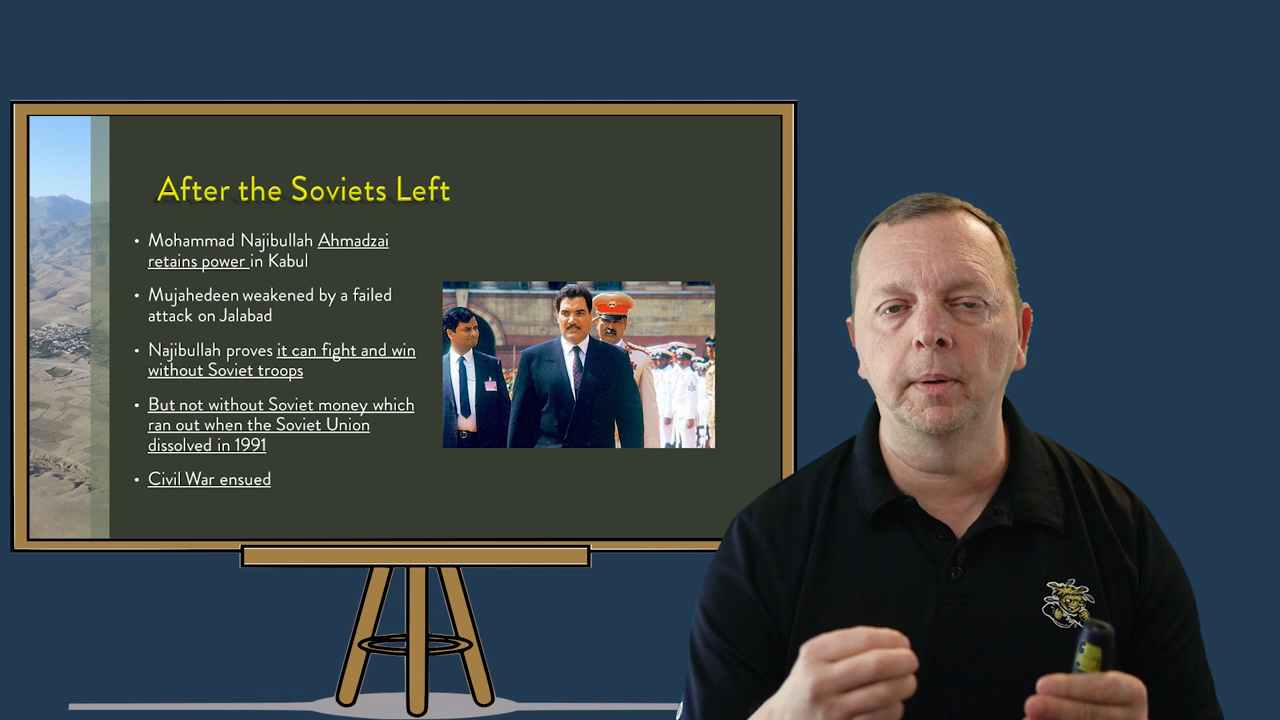 After the Soviets Left
• Mohammad Najibullah Ahmadzai
retains power in Kabul
• Mujahedeen weakened by a failed
attack on Jalabad
• Najibullah proves it can fight and win
without Soviet troops
• But not without Soviet money which
ran out when the Soviet Union
dissolved in 1991
• Civil War ensued